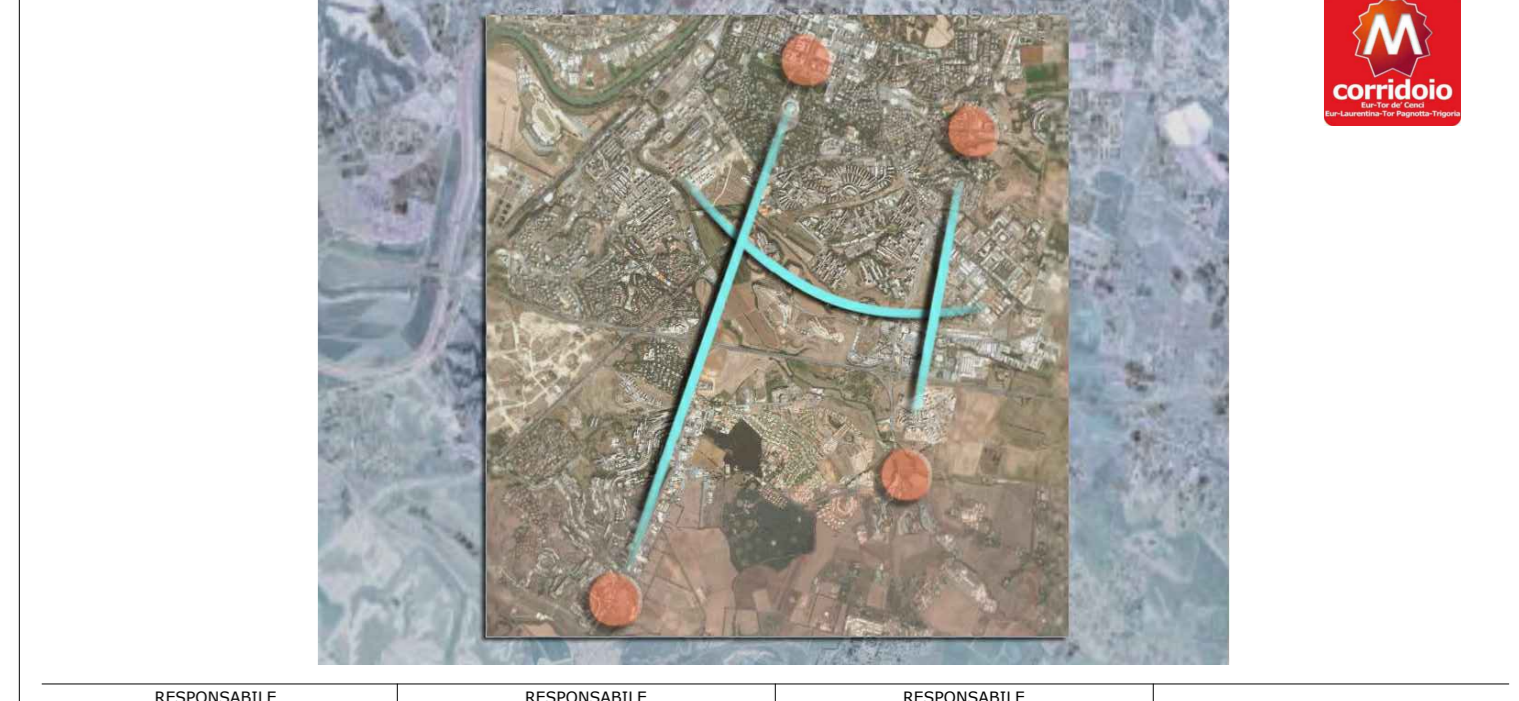 M
corridoio
Eur-Tor de' Cenci
Eur-Laurentina-Tor Pagnotta-Trigoria
RESPONSABILE RESPONSABILE RESPONSABILE